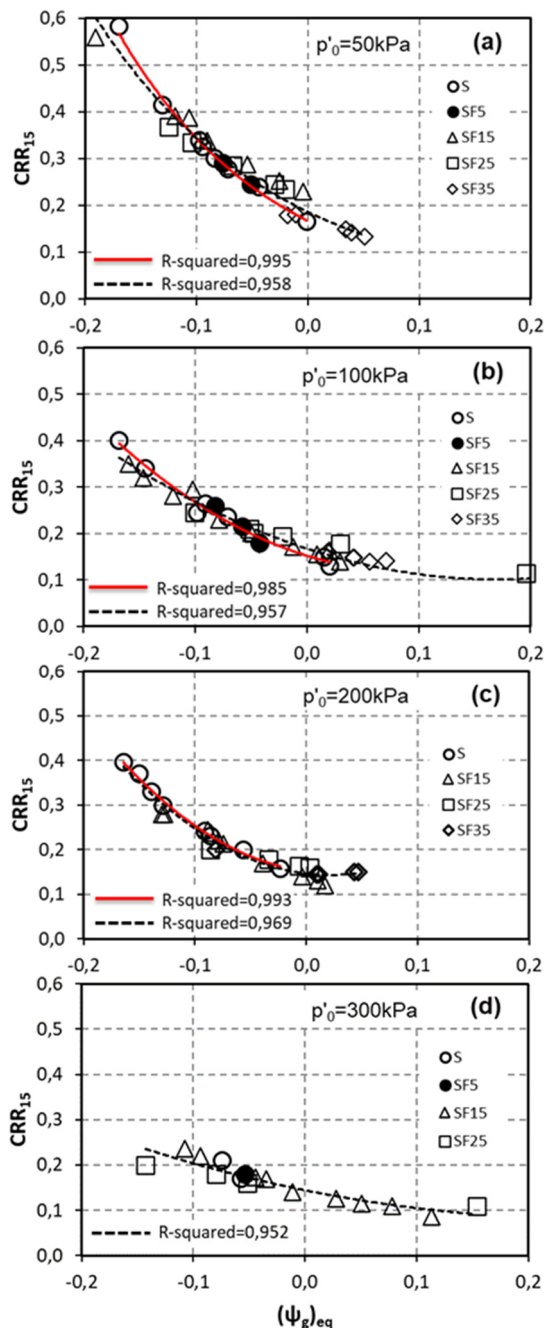 0,6
p'₀=50kPa
(a)
0,5
S
SF5
0,4
SF15
CRR₁₅
0,3
SF25
0,2
SF35
0,1
R-squared=0,995
R-squared=0,958
0,0
-0,2 -0,1 0,0 0,1 0,2
0,6
p'₀=100kPa
(b)
0,5
S
SF5
0,4
SF15
CRR₁₅
0,3
SF25
0,2
SF35
0,1
R-squared=0,985
R-squared=0,957
0,0
-0,2 -0,1 0,0 0,1 0,2
0,6
p'₀=200kPa
(c)
0,5
S
0,4
SF15
CRR₁₅
0,3
SF25
0,2
SF35
0,1
R-squared=0,993
R-squared=0,969
0,0
-0,2 -0,1 0,0 0,1 0,2
0,6
p'₀=300kPa
(d)
0,5
S
0,4
SF5
CRR₁₅
0,3
SF15
0,2
SF25
0,1
R-squared=0,952
0,0
-0,2 -0,1 0,0 0,1 0,2
(ψg)eq